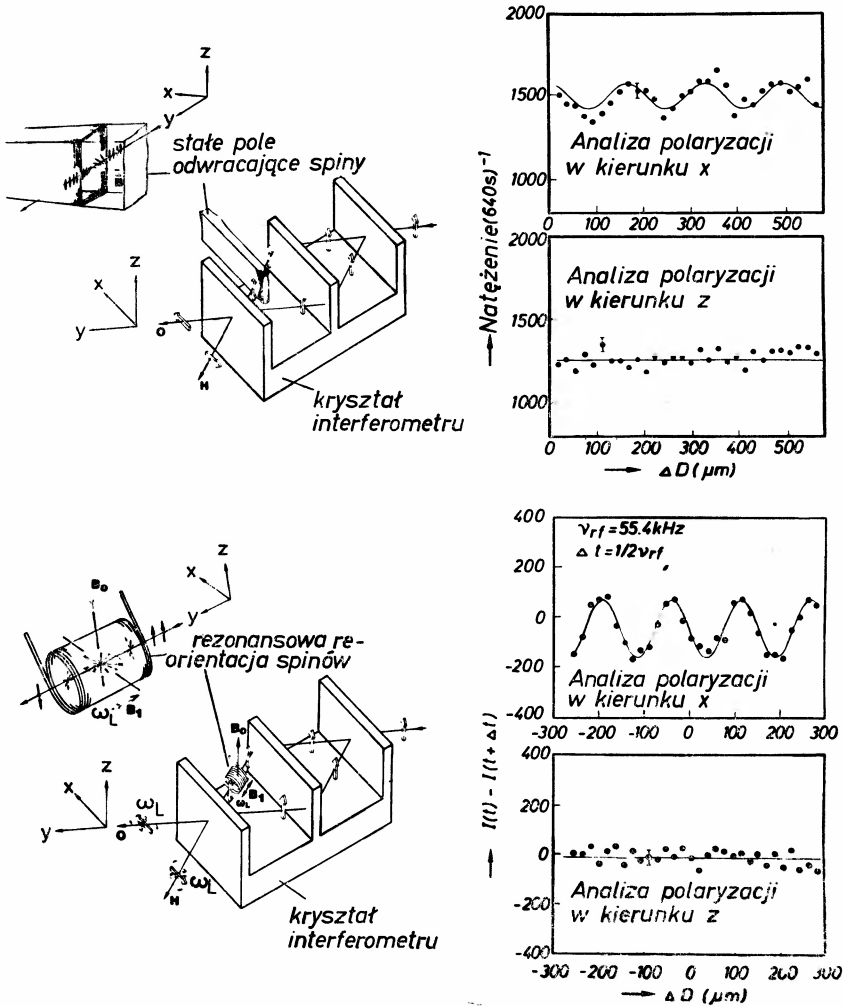 z
x
y
stałe pole
odwracające spiny
B
z
x
y
O
H
kryształ
interferometru
2000
1500
1000
Analiza polaryzacji
w kierunku x
0 100 200 300 400 500
2000
1500
1000
Analiza polaryzacji
w kierunku z
0 100 200 300 400 500
Natężenie(640s)⁻¹
Δ D (μm)
z
x
y
B₀
ω_L
B₁
rezonansowa re-
orientacja spinów
B₀
B₁
ω_L
z
x
y
O
ω_L
H
ω_L
kryształ
interferometru
400
200
0
-200
-400
ν_rf = 55.4kHz
Δ t = 1/2ν_rf
Analiza polaryzacji
w kierunku x
-300 -200 -100 0 100 200 300
400
200
0
-200
-400
Analiza polaryzacji
w kierunku z
-300 -200 -100 0 100 200 300
I(t) - I(t + Δt)
Δ D (μm)